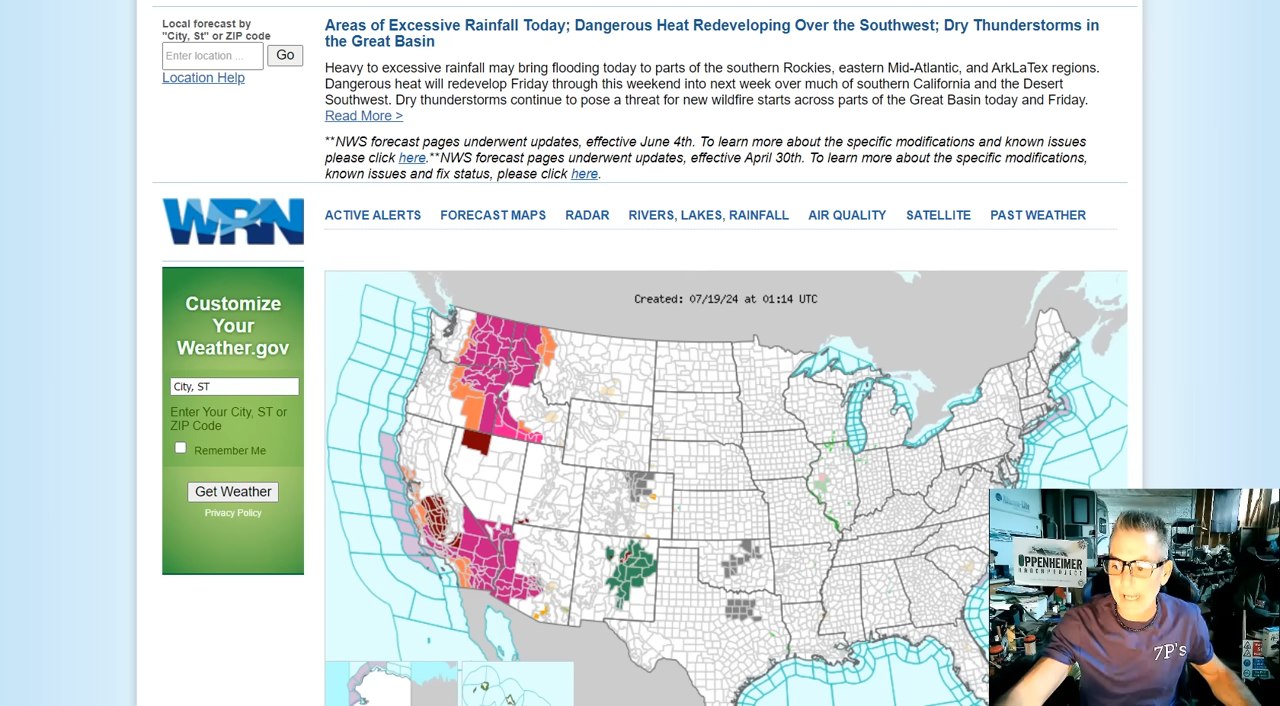 Local forecast by
"City, St" or ZIP code
Enter location ...
Go
Location Help
Areas of Excessive Rainfall Today; Dangerous Heat Redeveloping Over the Southwest; Dry Thunderstorms in
the Great Basin
Heavy to excessive rainfall may bring flooding today to parts of the southern Rockies, eastern Mid-Atlantic, and ArkLaTex regions.
Dangerous heat will redevelop Friday through this weekend into next week over much of southern California and the Desert
Southwest. Dry thunderstorms continue to pose a threat for new wildfire starts across parts of the Great Basin today and Friday.
Read More >
**NWS forecast pages underwent updates, effective June 4th. To learn more about the specific modifications and known issues
please click here.**NWS forecast pages underwent updates, effective April 30th. To learn more about the specific modifications,
known issues and fix status, please click here.
WRN
ACTIVE ALERTS FORECAST MAPS RADAR RIVERS, LAKES, RAINFALL AIR QUALITY SATELLITE PAST WEATHER
Customize
Your
Weather.gov
City, ST
Enter Your City, ST or
ZIP Code
Remember Me
Get Weather
Privacy Policy
Created: 07/19/24 at 01:14 UTC
OPPENHEIMER
7P's